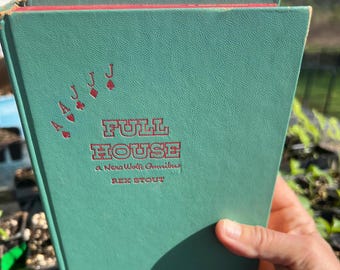 A A J J J
FULL
HOUSE
a Nero Wolfe Omnibus
REX STOUT